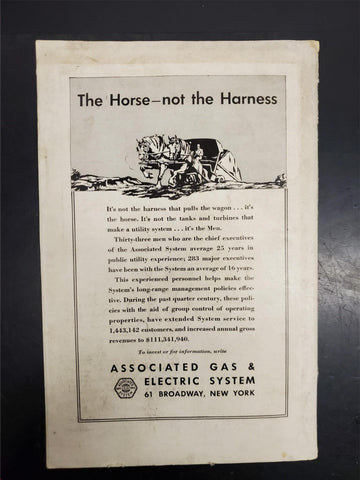 The Horse—not the Harness
It's not the harness that pulls the wagon . . . it's
the horse. It's not the tanks and turbines that
make a utility system . . . it's the Men.
Thirty-three men who are the chief executives
of the Associated System average 25 years in
public utility experience; 283 major executives
have been with the System an average of 16 years.
This experienced personnel helps make the
System's long-range management policies effec-
tive. During the past quarter century, these poli-
cies with the aid of group control of operating
properties, have extended System service to
1,443,142 customers, and increased annual gross
revenues to $111,341,940.
To invest or for information, write
ASSOCIATED GAS &
ELECTRIC SYSTEM
61 BROADWAY, NEW YORK